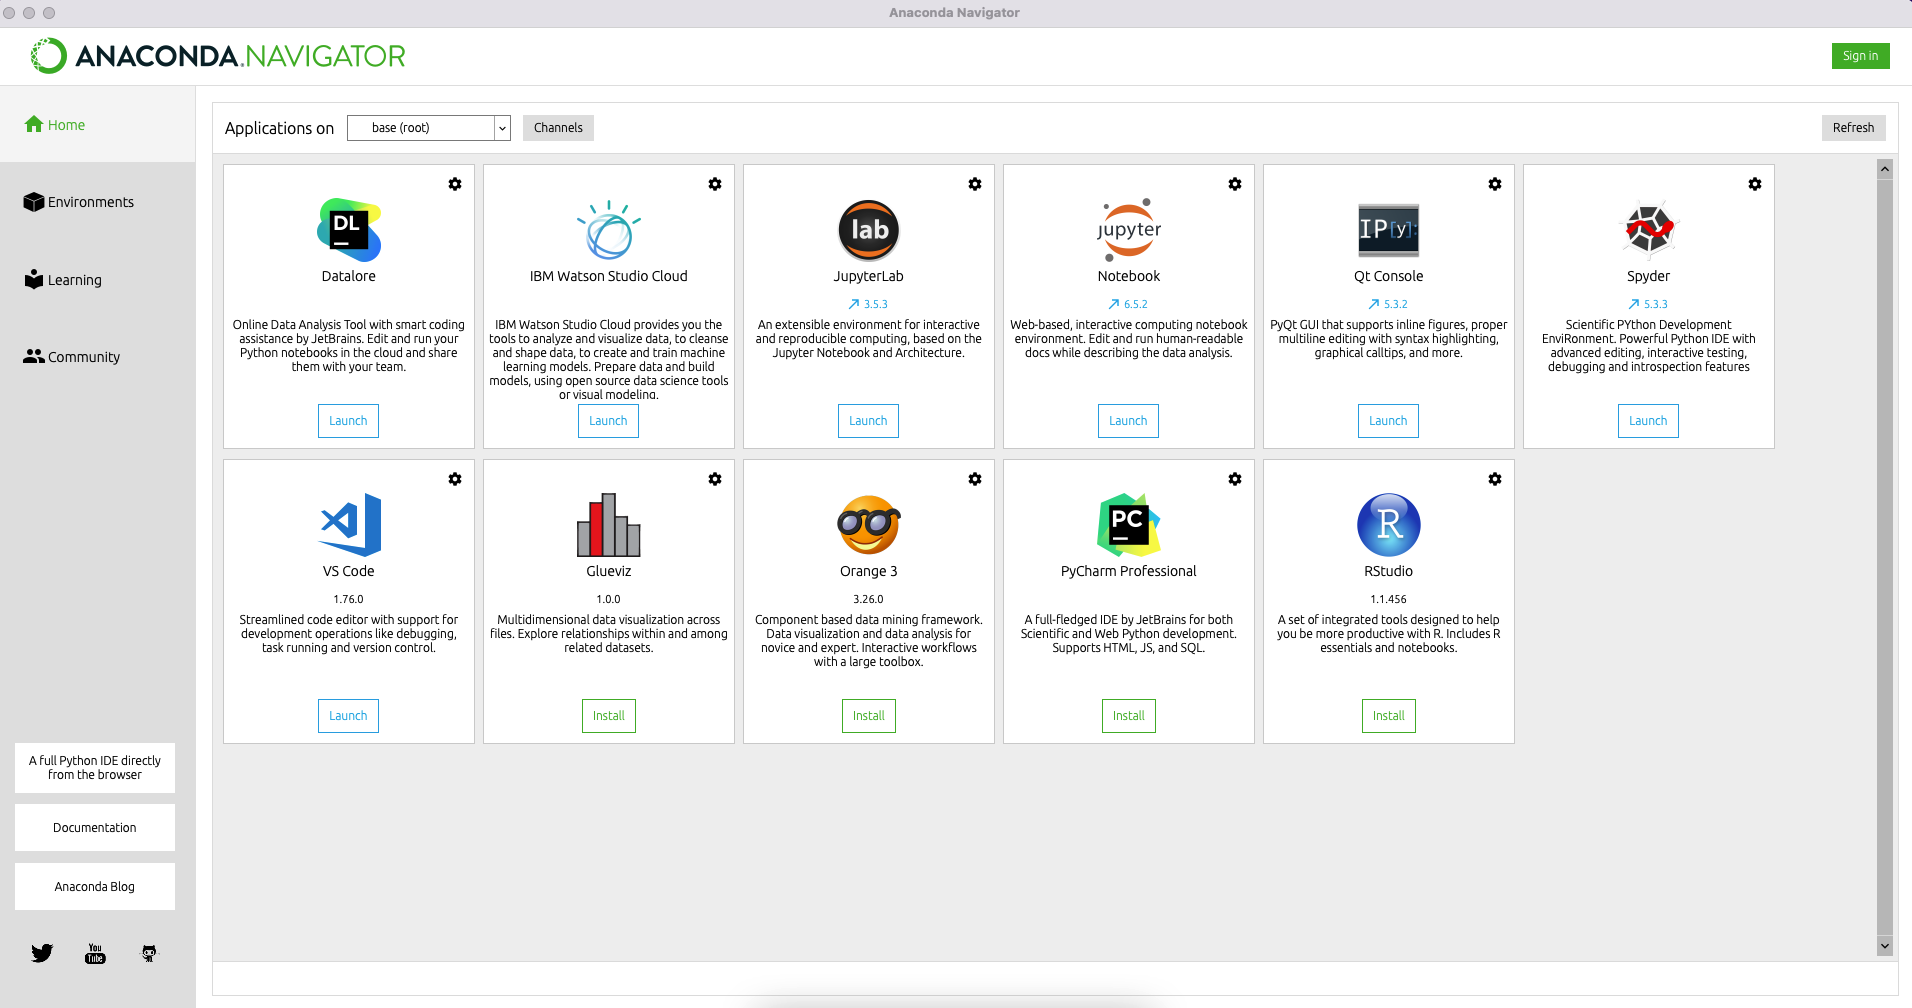 Anaconda Navigator
ANACONDA.NAVIGATOR
Sign in
Home
Environments
Learning
Community
A full Python IDE directly
from the browser
Documentation
Anaconda Blog
You
Tube
Applications on
base (root)
Channels
Refresh
DL
Datalore
Online Data Analysis Tool with smart coding
assistance by JetBrains. Edit and run your
Python notebooks in the cloud and share
them with your team.
Launch
IBM Watson Studio Cloud
IBM Watson Studio Cloud provides you the
tools to analyze and visualize data, to cleanse
and shape data, to create and train machine
learning models. Prepare data and build
models, using open source data science tools
or visual modeling.
Launch
lab
JupyterLab
3.5.3
An extensible environment for interactive
and reproducible computing, based on the
Jupyter Notebook and Architecture.
Launch
jupyter
Notebook
6.5.2
Web-based, interactive computing notebook
environment. Edit and run human-readable
docs while describing the data analysis.
Launch
IP[y]:
Qt Console
5.3.2
PyQt GUI that supports inline figures, proper
multiline editing with syntax highlighting,
graphical calltips, and more.
Launch
Spyder
5.3.3
Scientific PYthon Development
EnviRonment. Powerful Python IDE with
advanced editing, interactive testing,
debugging and introspection features
Launch
VS Code
1.76.0
Streamlined code editor with support for
development operations like debugging,
task running and version control.
Launch
Glueviz
1.0.0
Multidimensional data visualization across
files. Explore relationships within and among
related datasets.
Install
Orange 3
3.26.0
Component based data mining framework.
Data visualization and data analysis for
novice and expert. Interactive workflows
with a large toolbox.
Install
PC
PyCharm Professional
A full-fledged IDE by JetBrains for both
Scientific and Web Python development.
Supports HTML, JS, and SQL.
Install
R
RStudio
1.1.456
A set of integrated tools designed to help
you be more productive with R. Includes R
essentials and notebooks.
Install